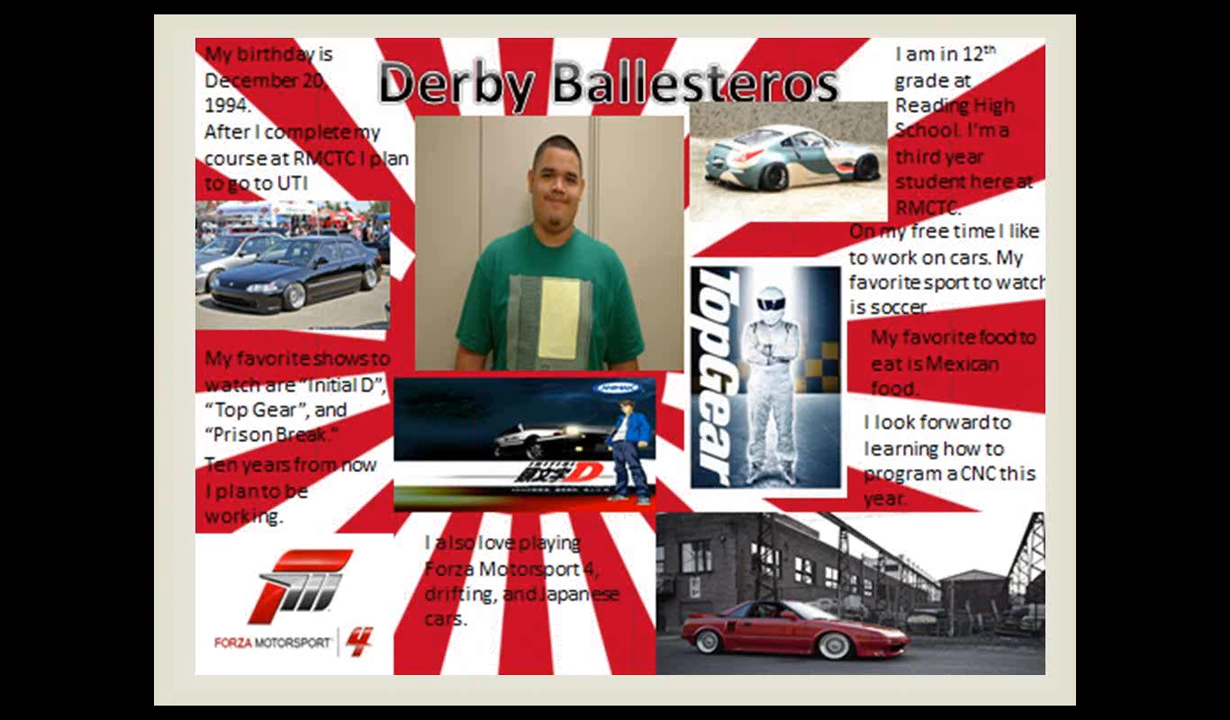 Derby Ballesteros
My birthday is
December 20,
1994.
After I complete my
course at RMCTC I plan
to go to UTI
My favorite shows to
watch are “Initial D”,
“Top Gear”, and
“Prison Break.”
Ten years from now
I plan to be
working.
FORZA MOTORSPORT 4
I also love playing
Forza Motorsport 4,
drifting, and Japanese
cars.
D
TopGear
I am in 12th
grade at
Reading High
School. I’m a
third year
student here at
RMCTC.
On my free time I like
to work on cars. My
favorite sport to watch
is soccer.
My favorite food to
eat is Mexican
food.
I look forward to
learning how to
program a CNC this
year.